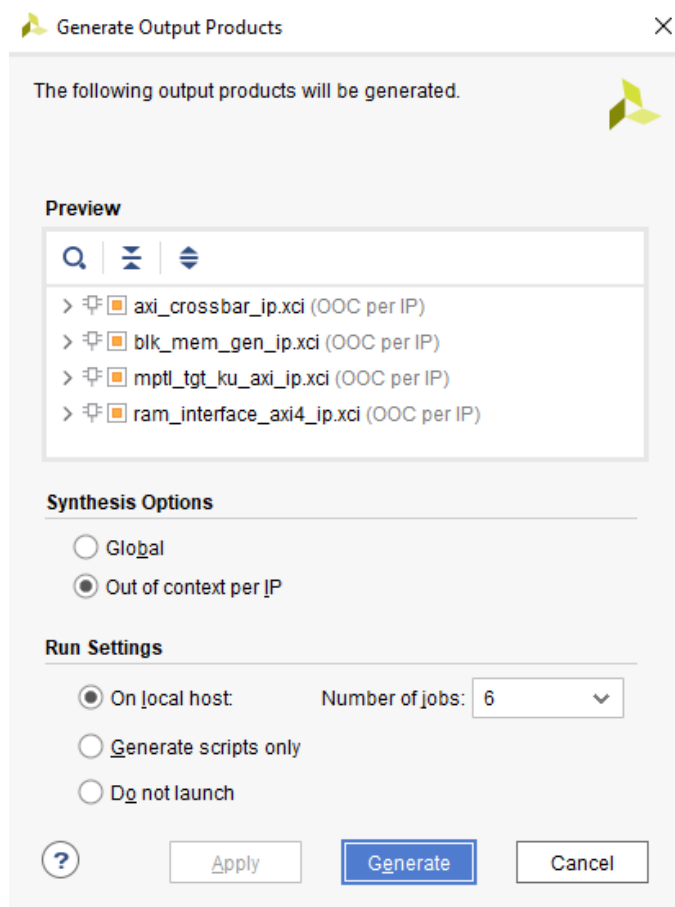 Generate Output Products
The following output products will be generated.
Preview
axi_crossbar_ip.xci (OOC per IP)
blk_mem_gen_ip.xci (OOC per IP)
mptl_tgt_ku_axi_ip.xci (OOC per IP)
ram_interface_axi4_ip.xci (OOC per IP)
Synthesis Options
Global
Out of context per IP
Run Settings
On local host: Number of jobs: 6
Generate scripts only
Do not launch
? Apply Generate Cancel